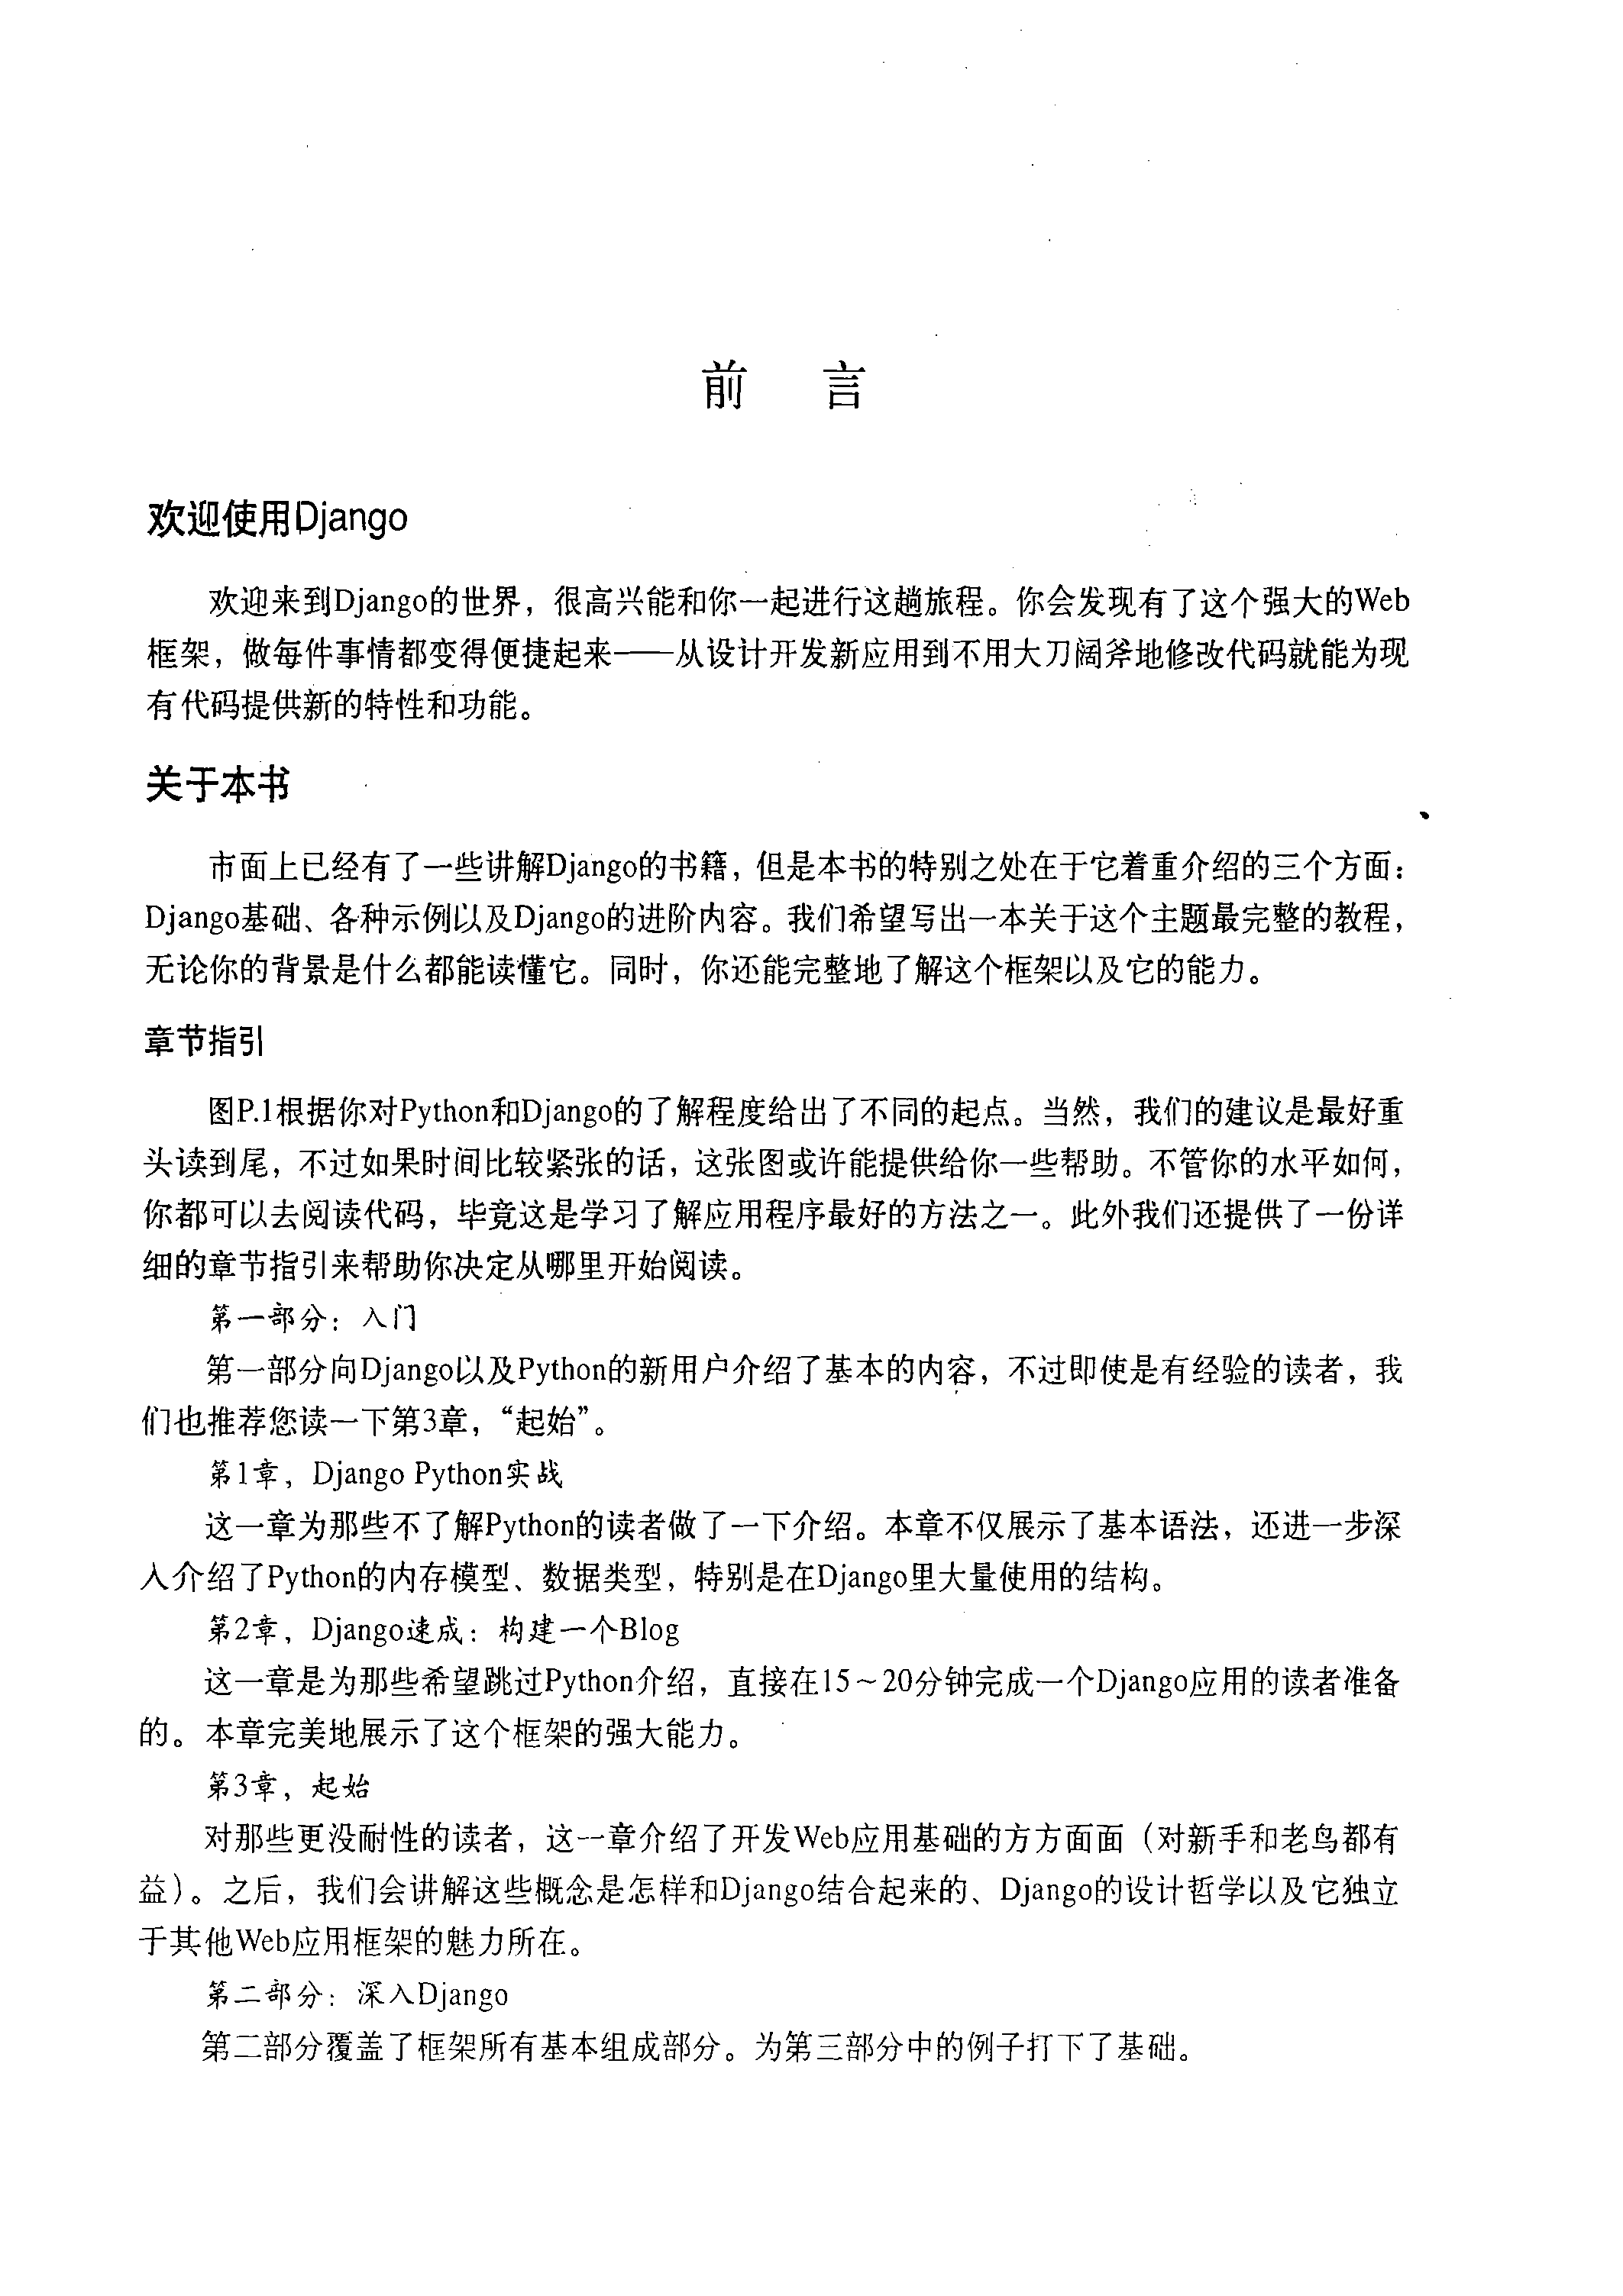 前 言
欢迎使用Django
欢迎来到Django的世界，很高兴能和你一起进行这趟旅程。你会发现有了这个强大的Web
框架，做每件事情都变得便捷起来——从设计开发新应用到不用大刀阔斧地修改代码就能为现
有代码提供新的特性和功能。
关于本书
市面上已经有了一些讲解Django的书籍，但是本书的特别之处在于它着重介绍的三个方面：
Django基础、各种示例以及Django的进阶内容。我们希望写出一本关于这个主题最完整的教程，
无论你的背景是什么都能读懂它。同时，你还能完整地了解这个框架以及它的能力。
章节指引
图P.1根据你对Python和Django的了解程度给出了不同的起点。当然，我们的建议是最好重
头读到尾，不过如果时间比较紧张的话，这张图或许能提供给你一些帮助。不管你的水平如何，
你都可以去阅读代码，毕竟这是学习了解应用程序最好的方法之一。此外我们还提供了一份详
细的章节指引来帮助你决定从哪里开始阅读。
第一部分：入门
第一部分向Django以及Python的新用户介绍了基本的内容，不过即使是有经验的读者，我
们也推荐您读一下第3章，“起始”。
第1章，Django Python实战
这一章为那些不了解Python的读者做了一下介绍。本章不仅展示了基本语法，还进一步深
入介绍了Python的内存模型、数据类型，特别是在Django里大量使用的结构。
第2章，Django速成：构建一个Blog
这一章是为那些希望跳过Python介绍，直接在15～20分钟完成一个Django应用的读者准备
的。本章完美地展示了这个框架的强大能力。
第3章，起始
对那些更没耐性的读者，这一章介绍了开发Web应用基础的方方面面（对新手和老鸟都有
益）。之后，我们会讲解这些概念是怎样和Django结合起来的、Django的设计哲学以及它独立
于其他Web应用框架的魅力所在。
第二部分：深入Django
第二部分覆盖了框架所有基本组成部分。为第三部分中的例子打下了基础。